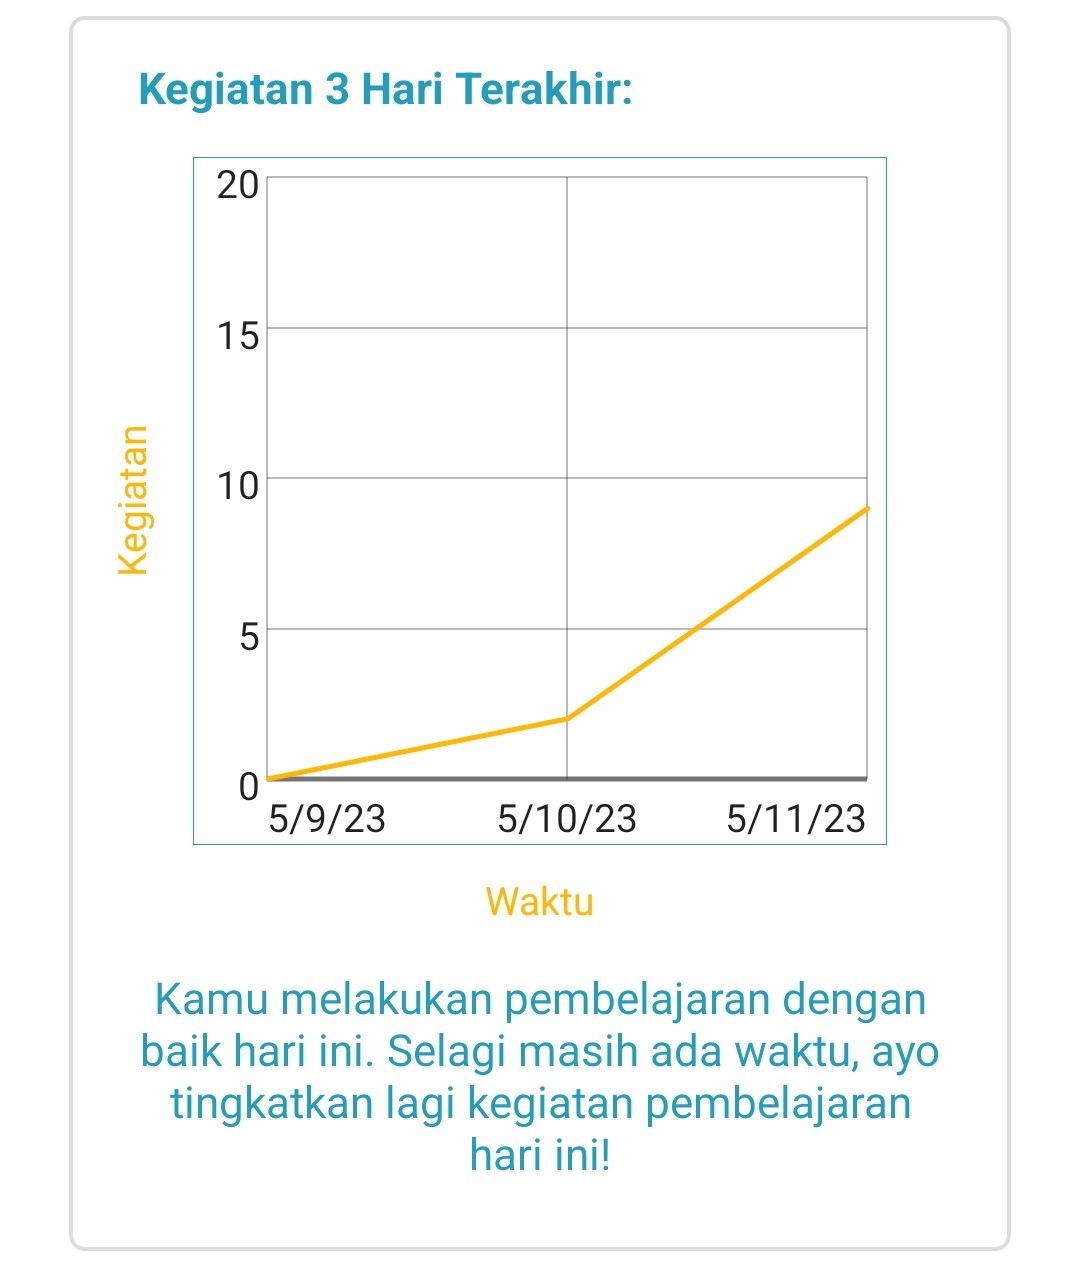 Kegiatan 3 Hari Terakhir:
20
15
10
5
0
Kegiatan
5/9/23 5/10/23 5/11/23
Waktu
Kamu melakukan pembelajaran dengan
baik hari ini. Selagi masih ada waktu, ayo
tingkatkan lagi kegiatan pembelajaran
hari ini!